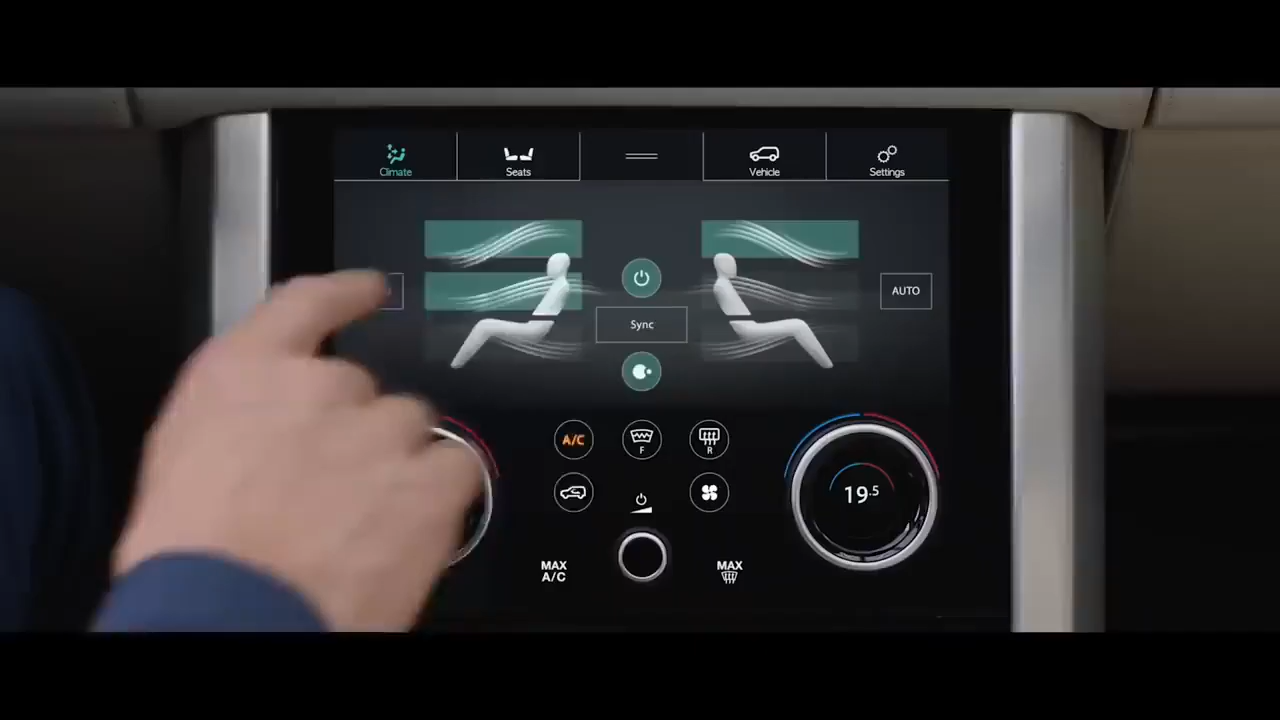 Climate
Seats
Vehicle
Settings
AUTO
Sync
A/C
F
R
19.5
MAX
A/C
MAX